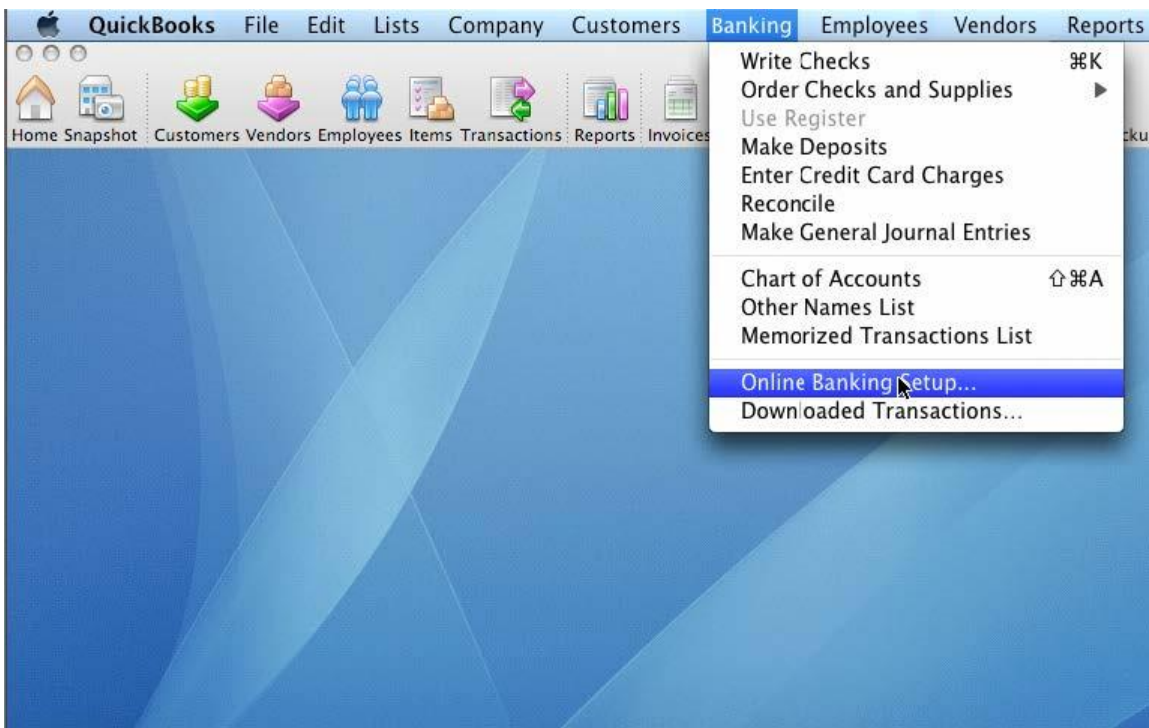 QuickBooks File Edit Lists Company Customers Banking Employees Vendors Reports
Home Snapshot Customers Vendors Employees Items Transactions Reports Invoices
Write Checks ⌘K
Order Checks and Supplies
Use Register
Make Deposits
Enter Credit Card Charges
Reconcile
Make General Journal Entries
Chart of Accounts ⇧⌘A
Other Names List
Memorized Transactions List
Online Banking Setup...
Downloaded Transactions...